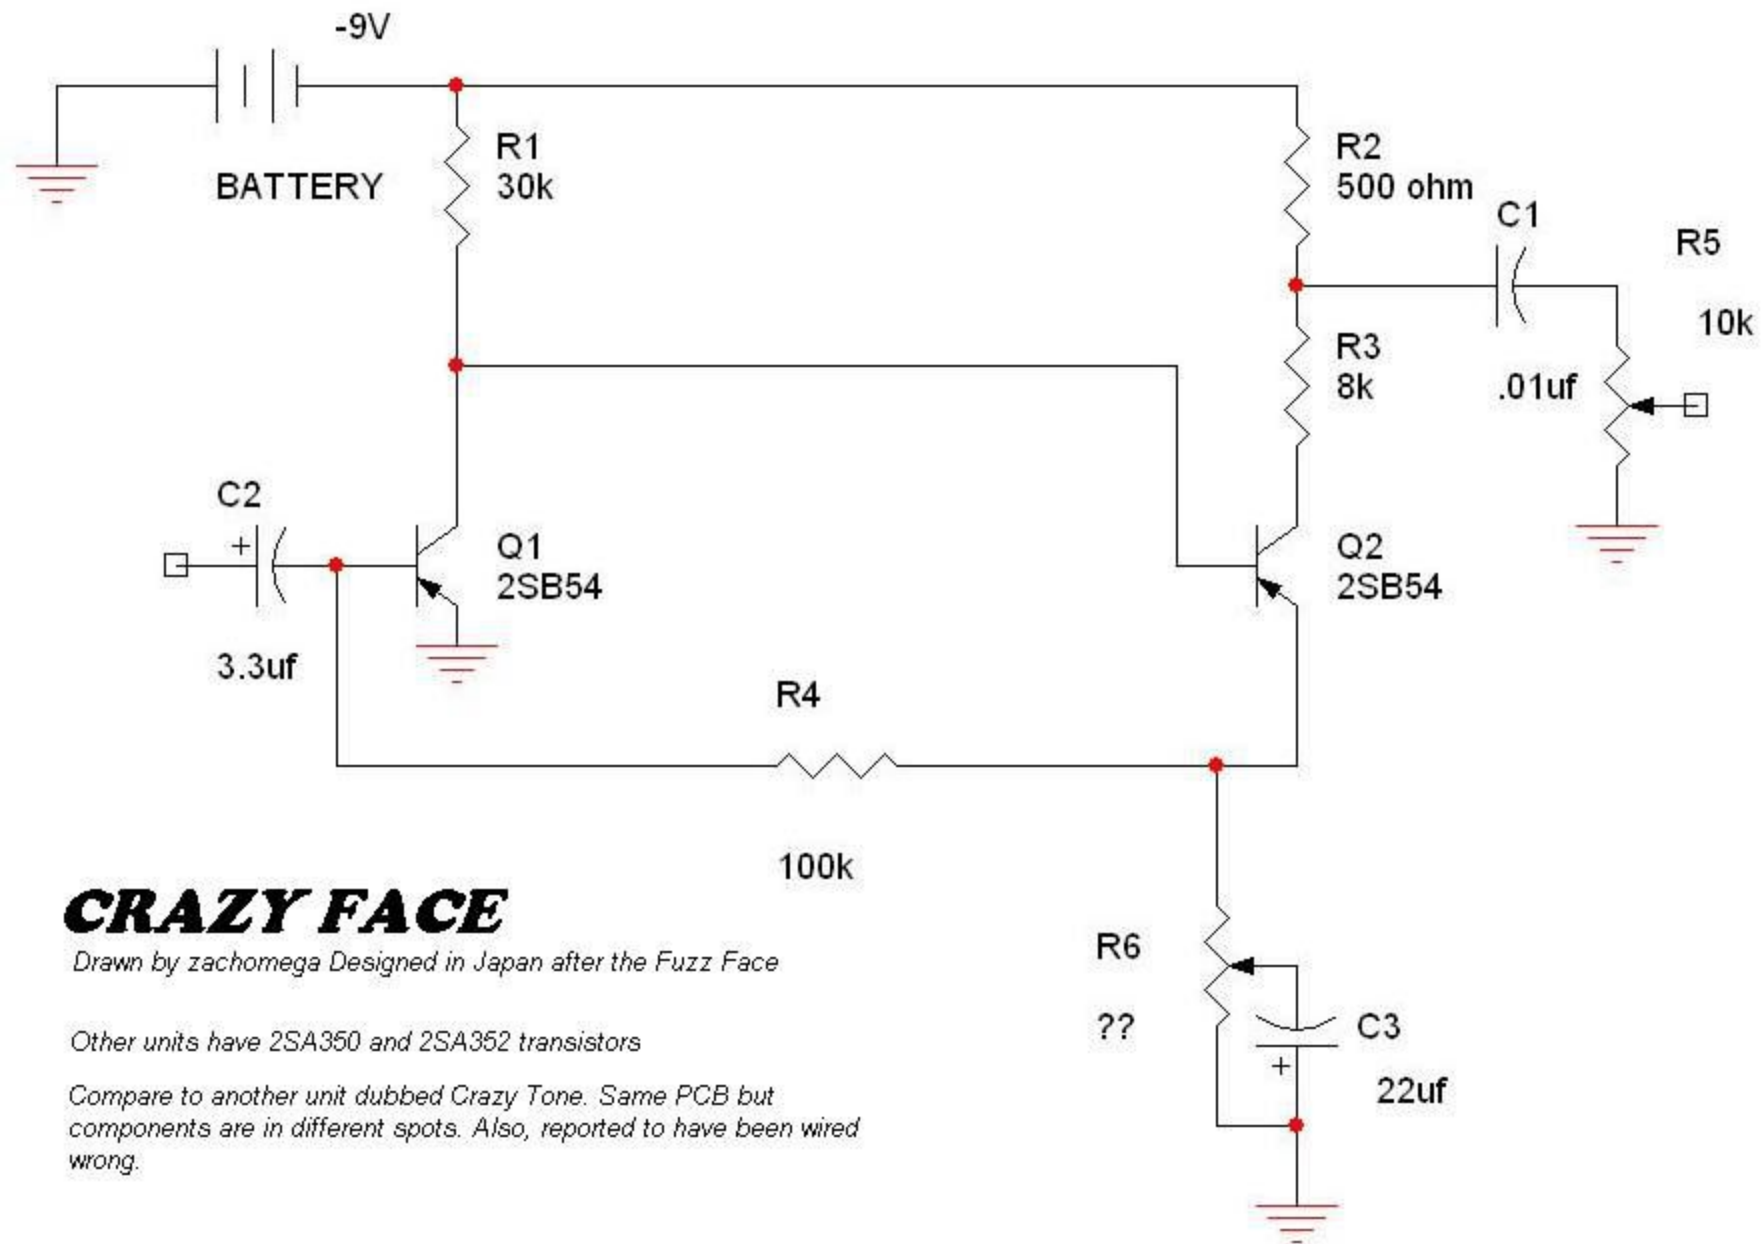 -9V
BATTERY
R1
30k
R2
500 ohm
C1
R5
10k
R3
8k
.01uf
C2
+
3.3uf
Q1
2SB54
Q2
2SB54
R4
100k
R6
??
C3
+
22uf
CRAZY FACE
Drawn by zachomega Designed in Japan after the Fuzz Face
Other units have 2SA350 and 2SA352 transistors
Compare to another unit dubbed Crazy Tone. Same PCB but
components are in different spots. Also, reported to have been wired
wrong.